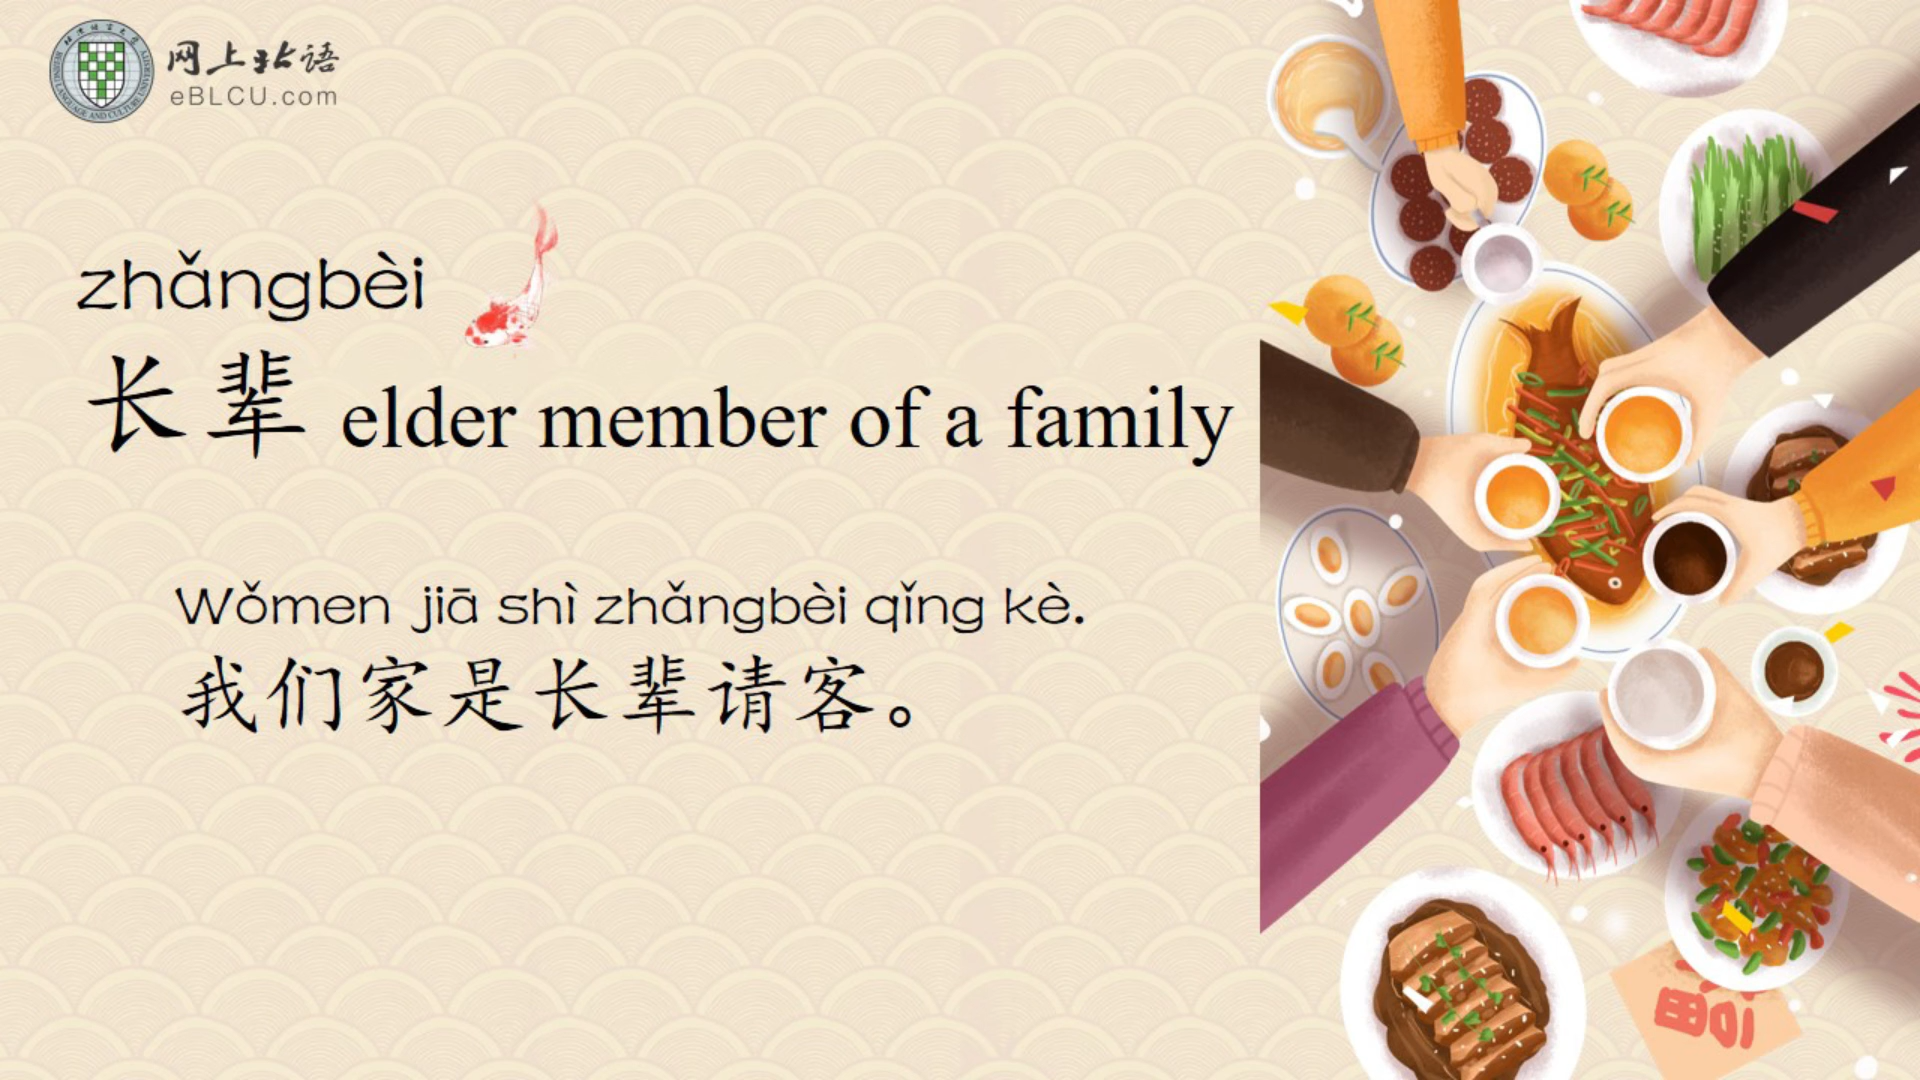 网上北语
eBLCU.com
zhǎngbèi
长辈 elder member of a family
Wǒmen jiā shì zhǎngbèi qǐng kè.
我们家是长辈请客。